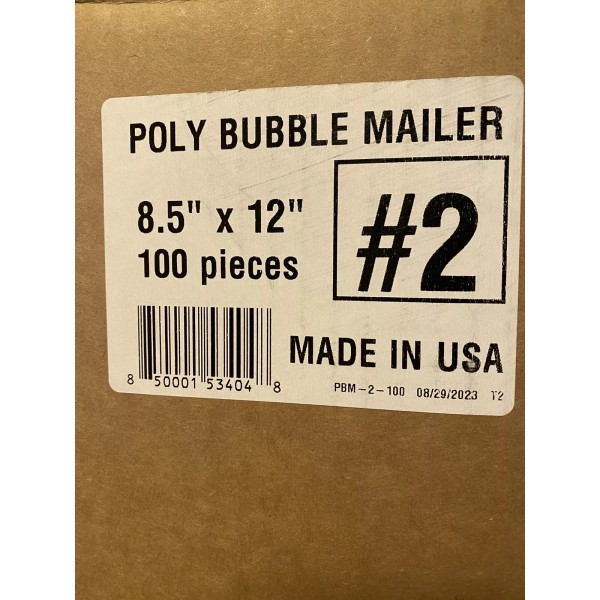 POLY BUBBLE MAILER
8.5" x 12"
100 pieces
#2
MADE IN USA
8 50001 53404 8
PBM-2-100 08/29/2023 T2